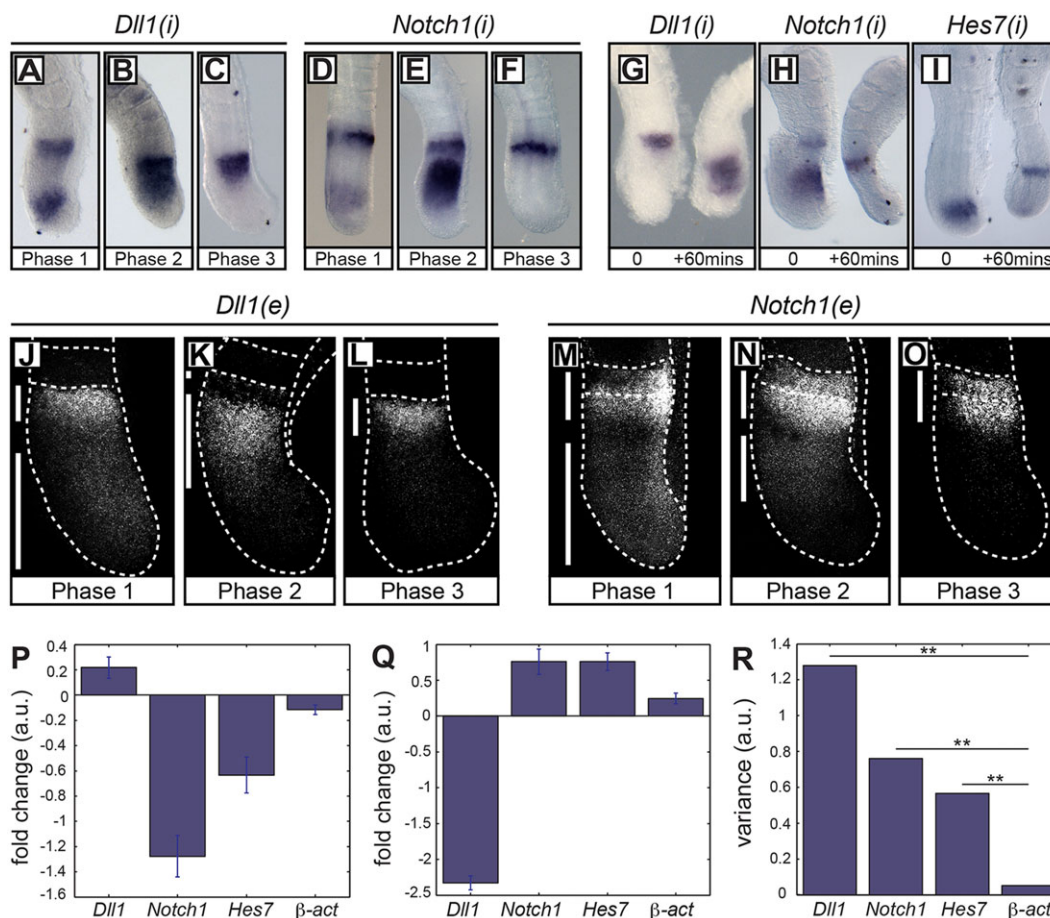 Dll1(i) Notch1(i) Dll1(i) Notch1(i) Hes7(i)
A B C D E F G H I
Phase 1 Phase 2 Phase 3 Phase 1 Phase 2 Phase 3 0 +60mins 0 +60mins 0 +60mins
Dll1(e) Notch1(e)
J K L M N O
Phase 1 Phase 2 Phase 3 Phase 1 Phase 2 Phase 3
P
fold change (a.u.)
0.4
0.2
0
-0.2
-0.4
-0.6
-0.8
-1
-1.2
-1.4
-1.6
Dll1 Notch1 Hes7 β-act
Q
fold change (a.u.)
1
0.5
0
-0.5
-1
-1.5
-2
-2.5
Dll1 Notch1 Hes7 β-act
R
variance (a.u.)
1.4
1.2
1
0.8
0.6
0.4
0.2
0
**
**
**
Dll1 Notch1 Hes7 β-act